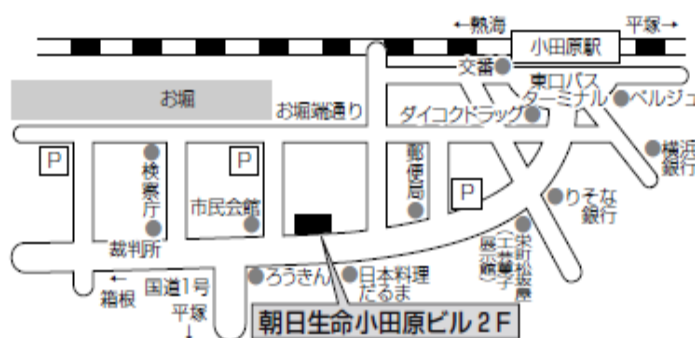 ←熱海
平塚→
小田原駅
交番
東口バス
ターミナル
ベルジュ
お堀
お堀端通り
ダイコクドラッグ
P
検察庁
P
市民会館
郵便局
P
横浜
銀行
りそな
銀行
裁判所
栄町松坂屋
(工芸菓子
展示館)
←
箱根
国道1号
平塚
↓
ろうきん
日本料理
だるま
朝日生命小田原ビル2F